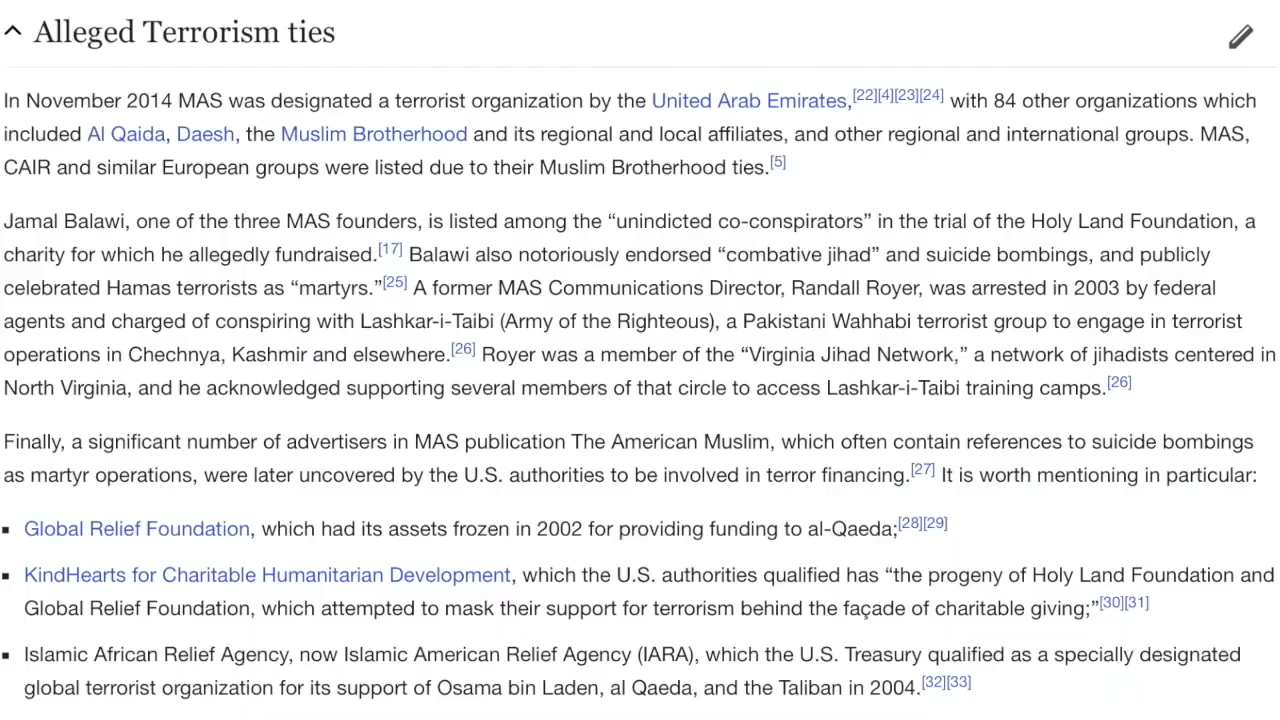 Alleged Terrorism ties
In November 2014 MAS was designated a terrorist organization by the United Arab Emirates,[22][4][23][24] with 84 other organizations which
included Al Qaida, Daesh, the Muslim Brotherhood and its regional and local affiliates, and other regional and international groups. MAS,
CAIR and similar European groups were listed due to their Muslim Brotherhood ties.[5]
Jamal Balawi, one of the three MAS founders, is listed among the “unindicted co-conspirators” in the trial of the Holy Land Foundation, a
charity for which he allegedly fundraised.[17] Balawi also notoriously endorsed “combative jihad” and suicide bombings, and publicly
celebrated Hamas terrorists as “martyrs.”[25] A former MAS Communications Director, Randall Royer, was arrested in 2003 by federal
agents and charged of conspiring with Lashkar-i-Taibi (Army of the Righteous), a Pakistani Wahhabi terrorist group to engage in terrorist
operations in Chechnya, Kashmir and elsewhere.[26] Royer was a member of the “Virginia Jihad Network,” a network of jihadists centered in
North Virginia, and he acknowledged supporting several members of that circle to access Lashkar-i-Taibi training camps.[26]
Finally, a significant number of advertisers in MAS publication The American Muslim, which often contain references to suicide bombings
as martyr operations, were later uncovered by the U.S. authorities to be involved in terror financing.[27] It is worth mentioning in particular:
▪ Global Relief Foundation, which had its assets frozen in 2002 for providing funding to al-Qaeda;[28][29]
▪ KindHearts for Charitable Humanitarian Development, which the U.S. authorities qualified has “the progeny of Holy Land Foundation and
Global Relief Foundation, which attempted to mask their support for terrorism behind the façade of charitable giving;”[30][31]
▪ Islamic African Relief Agency, now Islamic American Relief Agency (IARA), which the U.S. Treasury qualified as a specially designated
global terrorist organization for its support of Osama bin Laden, al Qaeda, and the Taliban in 2004.[32][33]